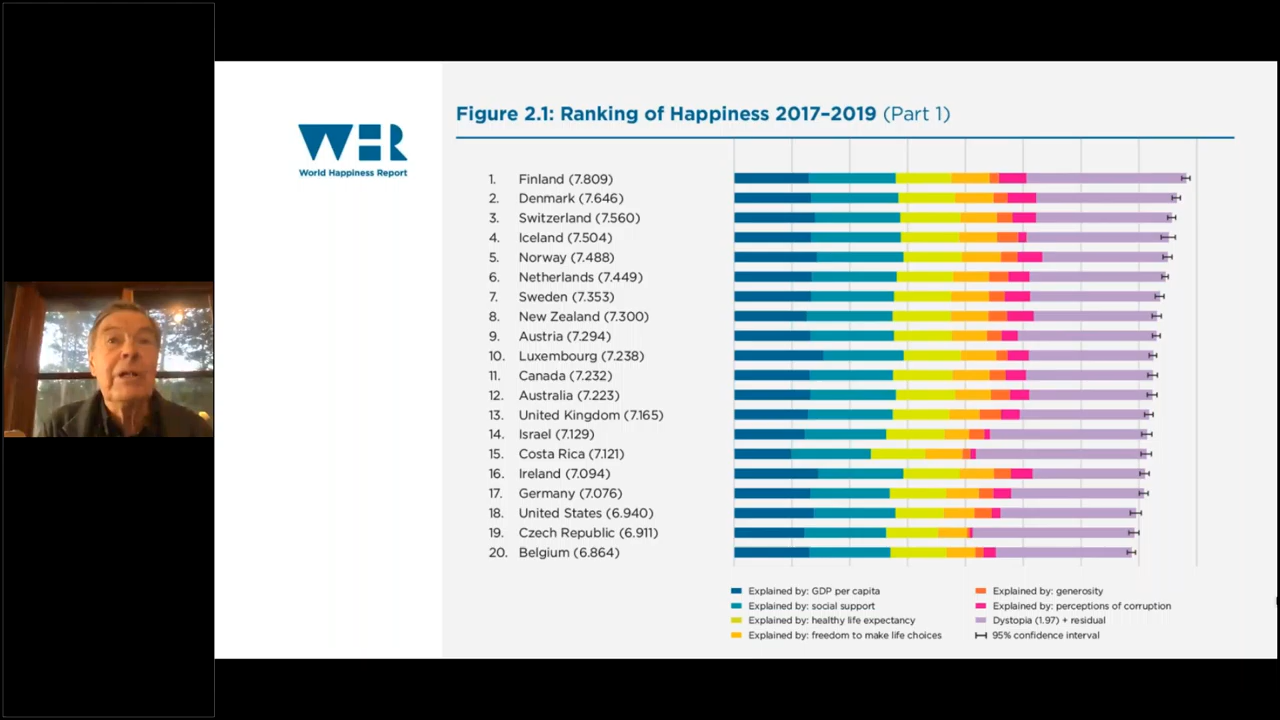 WHR
World Happiness Report
Figure 2.1: Ranking of Happiness 2017–2019 (Part 1)
1. Finland (7.809)
2. Denmark (7.646)
3. Switzerland (7.560)
4. Iceland (7.504)
5. Norway (7.488)
6. Netherlands (7.449)
7. Sweden (7.353)
8. New Zealand (7.300)
9. Austria (7.294)
10. Luxembourg (7.238)
11. Canada (7.232)
12. Australia (7.223)
13. United Kingdom (7.165)
14. Israel (7.129)
15. Costa Rica (7.121)
16. Ireland (7.094)
17. Germany (7.076)
18. United States (6.940)
19. Czech Republic (6.911)
20. Belgium (6.864)
Explained by: GDP per capita
Explained by: social support
Explained by: healthy life expectancy
Explained by: freedom to make life choices
Explained by: generosity
Explained by: perceptions of corruption
Dystopia (1.97) + residual
95% confidence interval